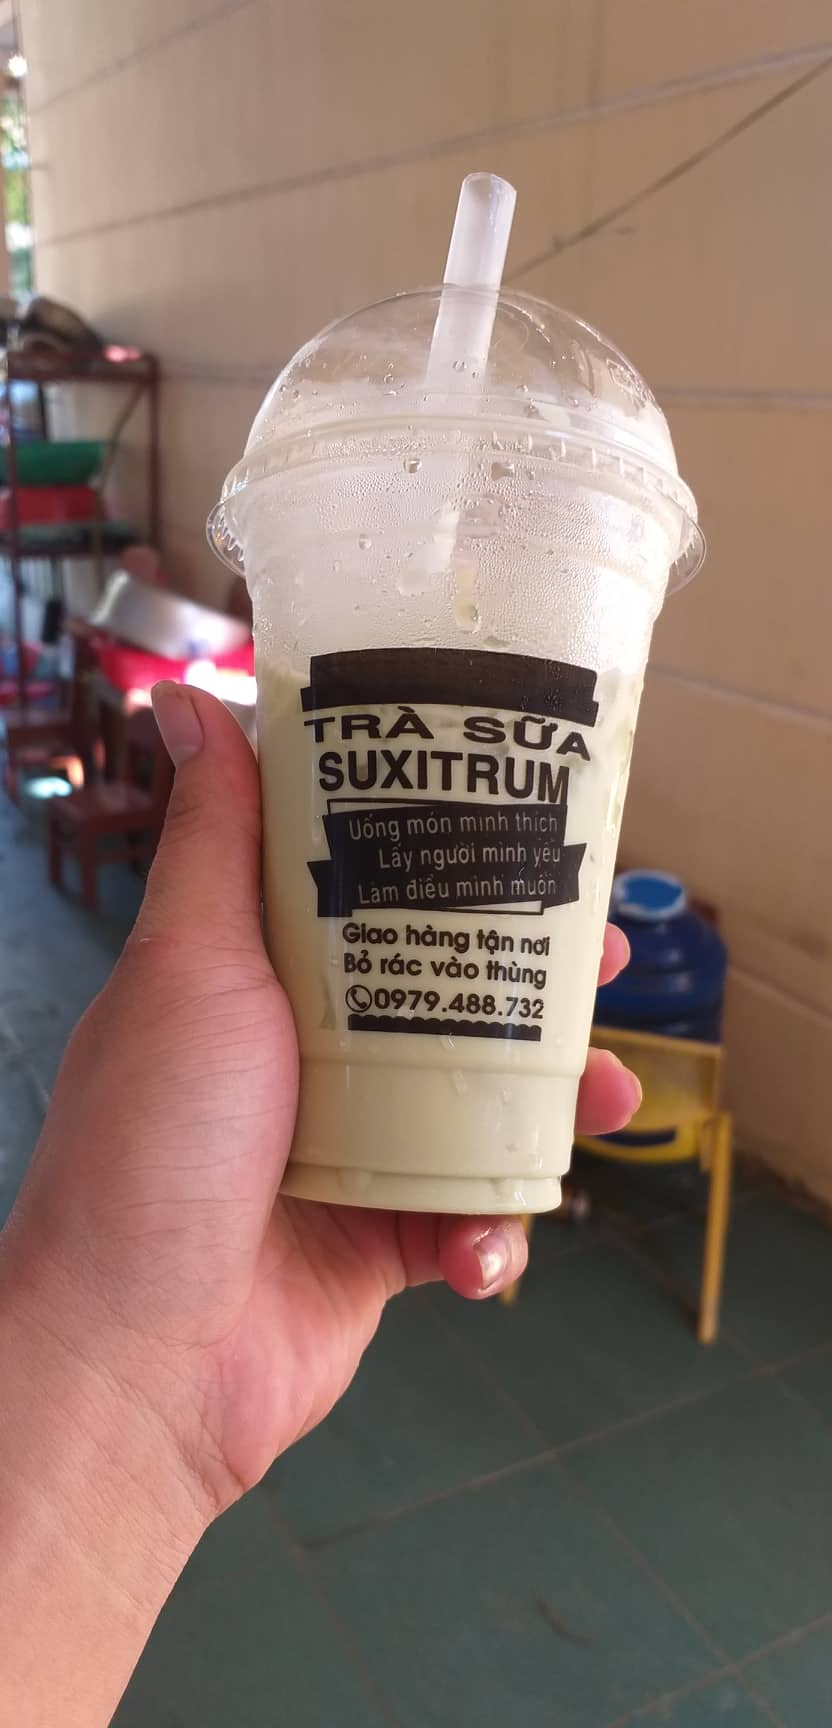 TRÀ SỮA
SUXITRUM
Uống món mình thích
Lấy người mình yêu
Làm điều mình muốn
Giao hàng tận nơi
Bỏ rác vào thùng
0979.488.732